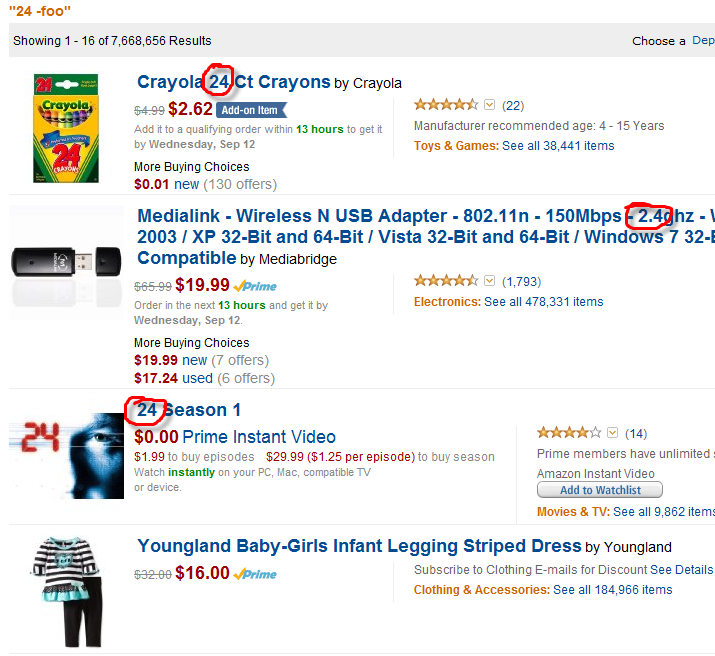 "24 -foo"
Showing 1 - 16 of 7,668,656 Results
Choose a Dep
24
Crayola
24
CRAYONS
Crayola 24 Ct Crayons by Crayola
$4.99 $2.62 Add-on Item
Add it to a qualifying order within 13 hours to get it
by Wednesday, Sep 12
More Buying Choices
$0.01 new (130 offers)
(22)
Manufacturer recommended age: 4 - 15 Years
Toys & Games: See all 38,441 items
Medialink - Wireless N USB Adapter - 802.11n - 150Mbps - 2.4ghz - W
2003 / XP 32-Bit and 64-Bit / Vista 32-Bit and 64-Bit / Windows 7 32-B
Compatible by Mediabridge
$65.99 $19.99 Prime
Order in the next 13 hours and get it by
Wednesday, Sep 12.
More Buying Choices
$19.99 new (7 offers)
$17.24 used (6 offers)
(1,793)
Electronics: See all 478,331 items
24
24 Season 1
$0.00 Prime Instant Video
$1.99 to buy episodes $29.99 ($1.25 per episode) to buy season
Watch instantly on your PC, Mac, compatible TV
or device.
(14)
Prime members have unlimited s
Amazon Instant Video
Add to Watchlist
Movies & TV: See all 9,862 items
Youngland Baby-Girls Infant Legging Striped Dress by Youngland
$32.00 $16.00 Prime
Subscribe to Clothing E-mails for Discount See Details
Clothing & Accessories: See all 184,966 items